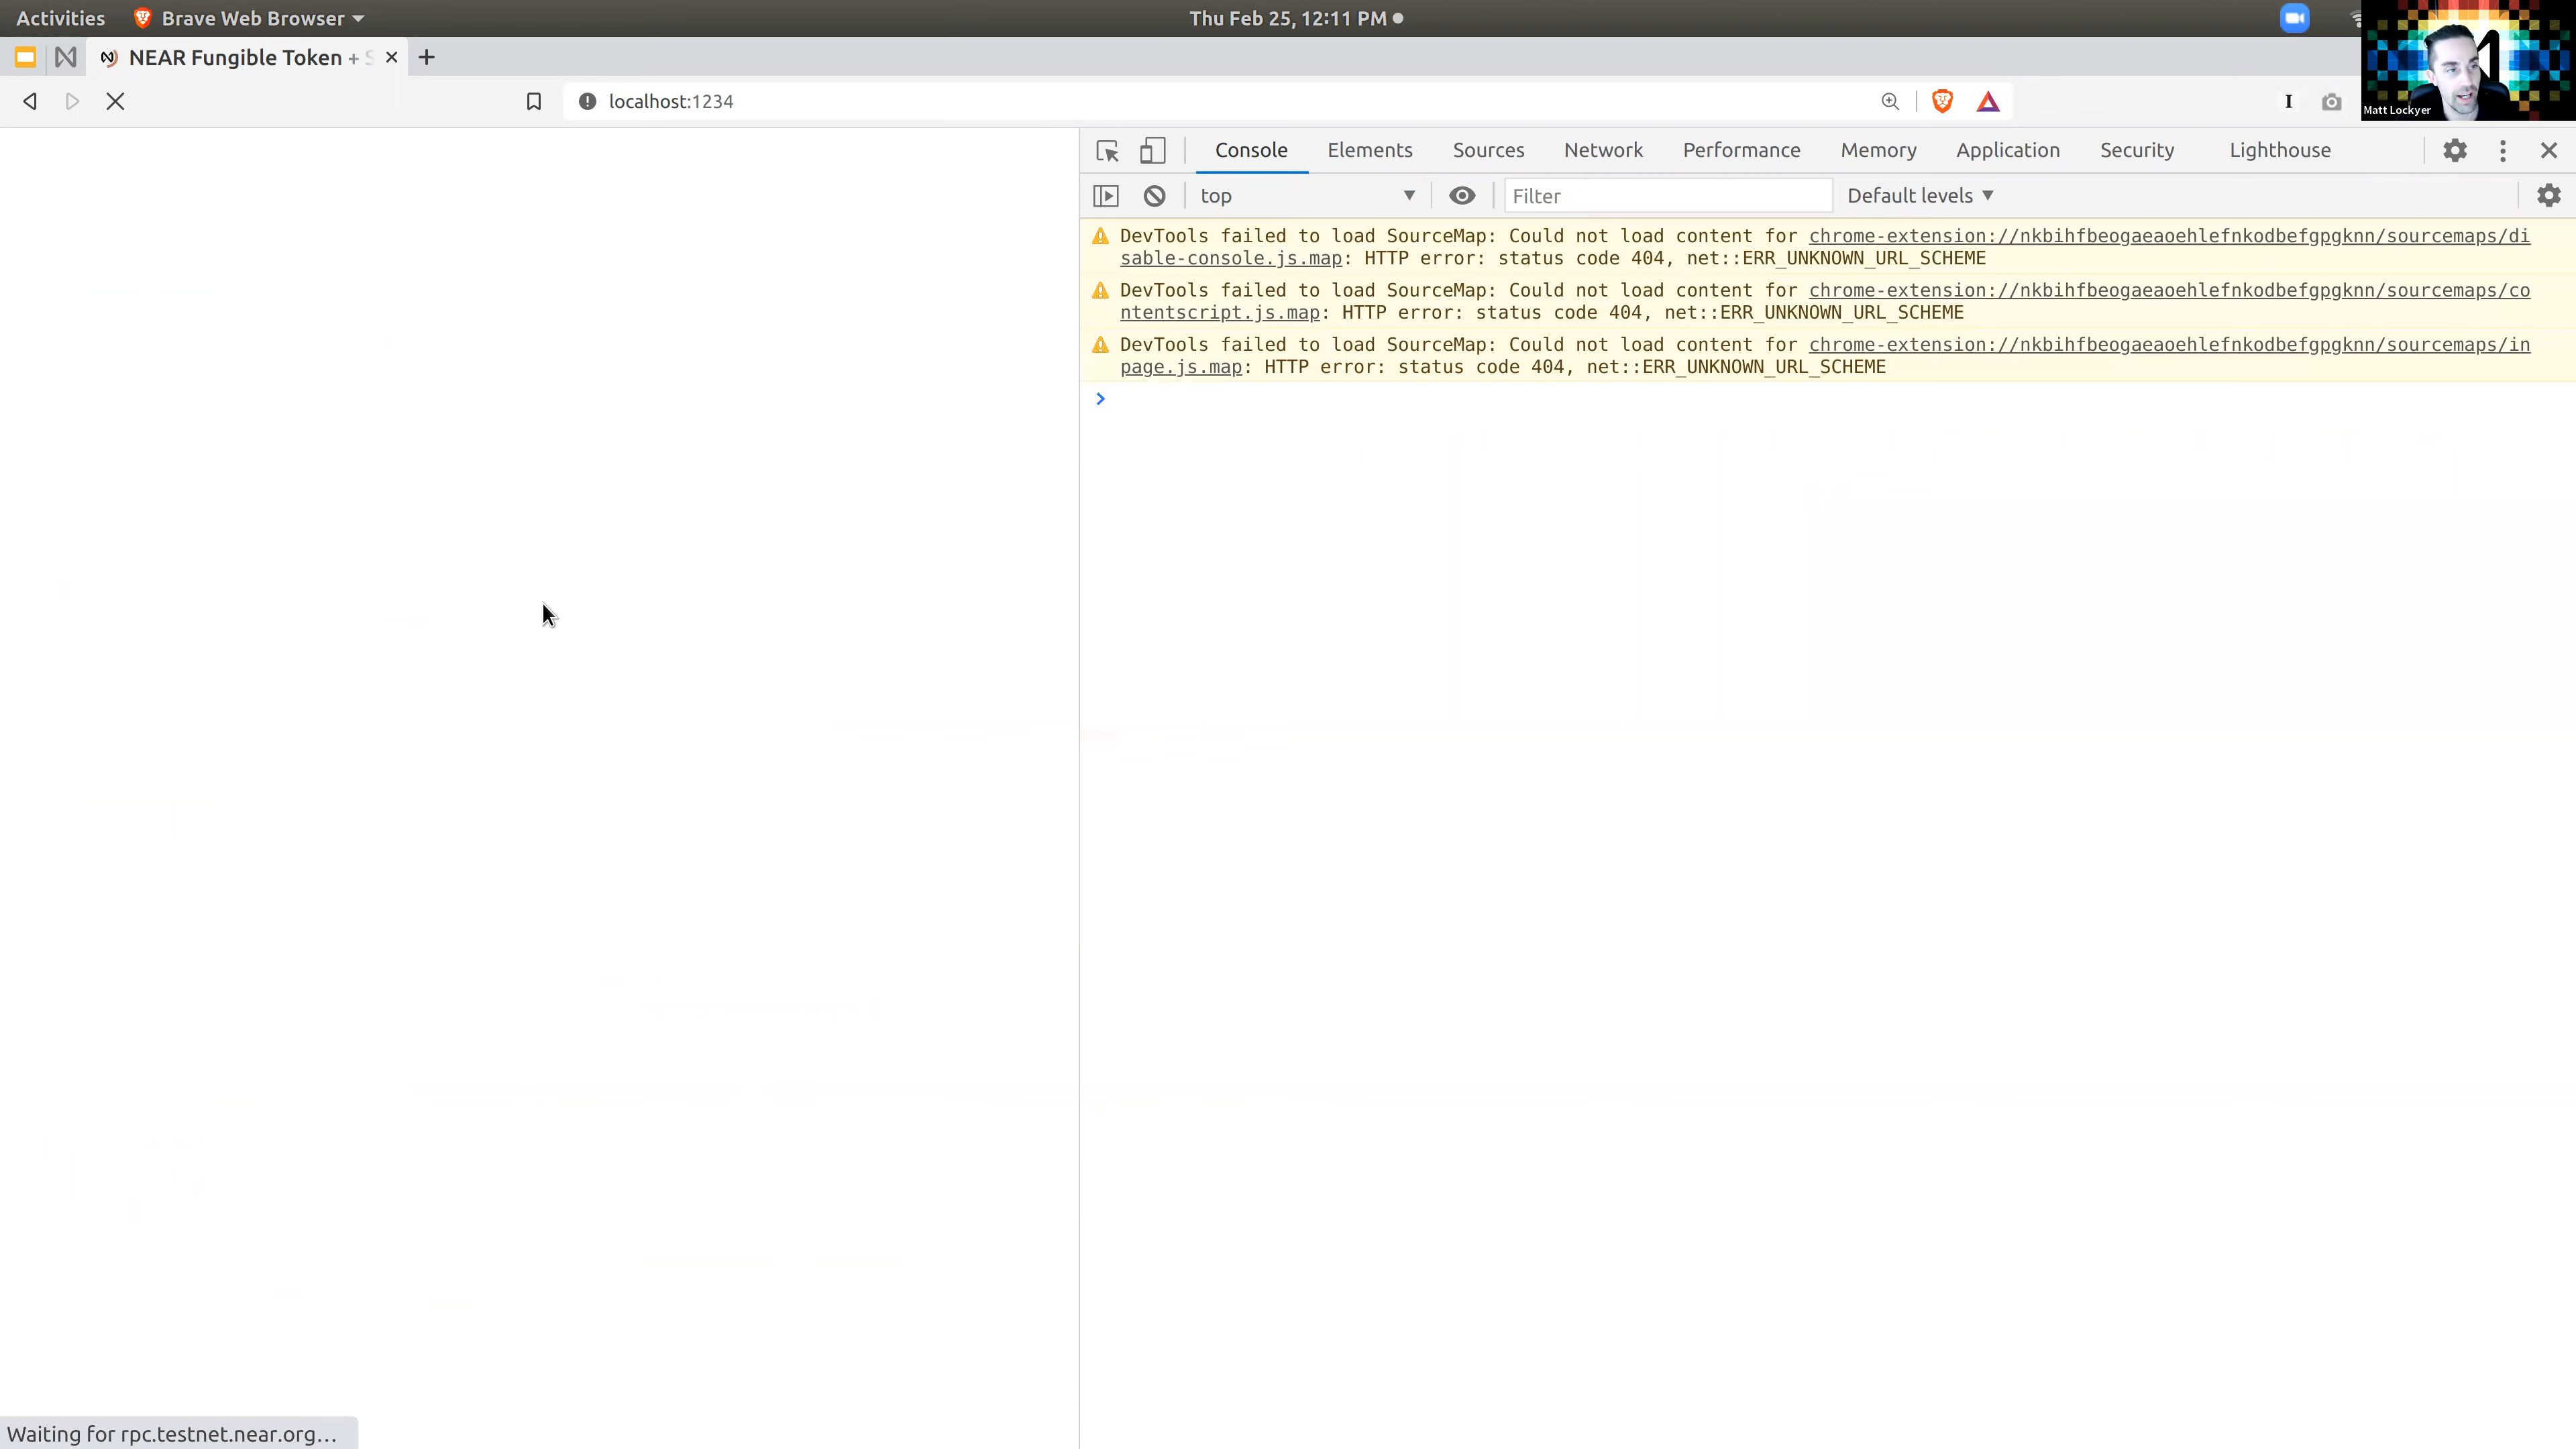 Activities Brave Web Browser Thu Feb 25, 12:11 PM
NEAR Fungible Token +
localhost:1234
Matt Lockyer
Console Elements Sources Network Performance Memory Application Security Lighthouse
top Filter Default levels
DevTools failed to load SourceMap: Could not load content for chrome-extension://nkbihfbeogaeaoehlefnkodbefgpgknn/sourcemaps/di
sable-console.js.map: HTTP error: status code 404, net::ERR_UNKNOWN_URL_SCHEME
DevTools failed to load SourceMap: Could not load content for chrome-extension://nkbihfbeogaeaoehlefnkodbefgpgknn/sourcemaps/co
ntentscript.js.map: HTTP error: status code 404, net::ERR_UNKNOWN_URL_SCHEME
DevTools failed to load SourceMap: Could not load content for chrome-extension://nkbihfbeogaeaoehlefnkodbefgpgknn/sourcemaps/in
page.js.map: HTTP error: status code 404, net::ERR_UNKNOWN_URL_SCHEME
Waiting for rpc.testnet.near.org...